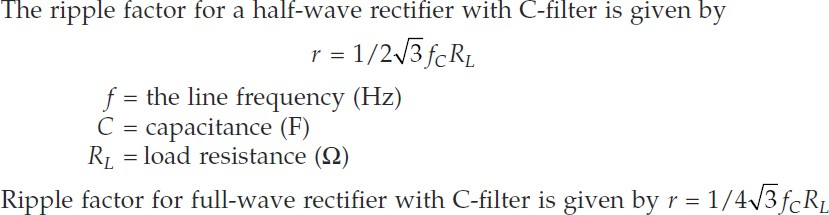 The ripple factor for a half-wave rectifier with C-filter is given by
r = 1/2√3 f_C R_L
f = the line frequency (Hz)
C = capacitance (F)
R_L = load resistance (Ω)
Ripple factor for full-wave rectifier with C-filter is given by r = 1/4√3 f_C R_L